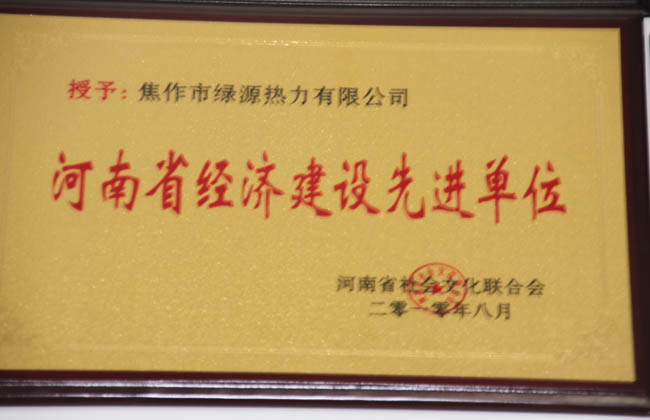 授予：焦作市绿源热力有限公司
河南省经济建设先进单位
河南省社会文化联合会
二零一零年八月